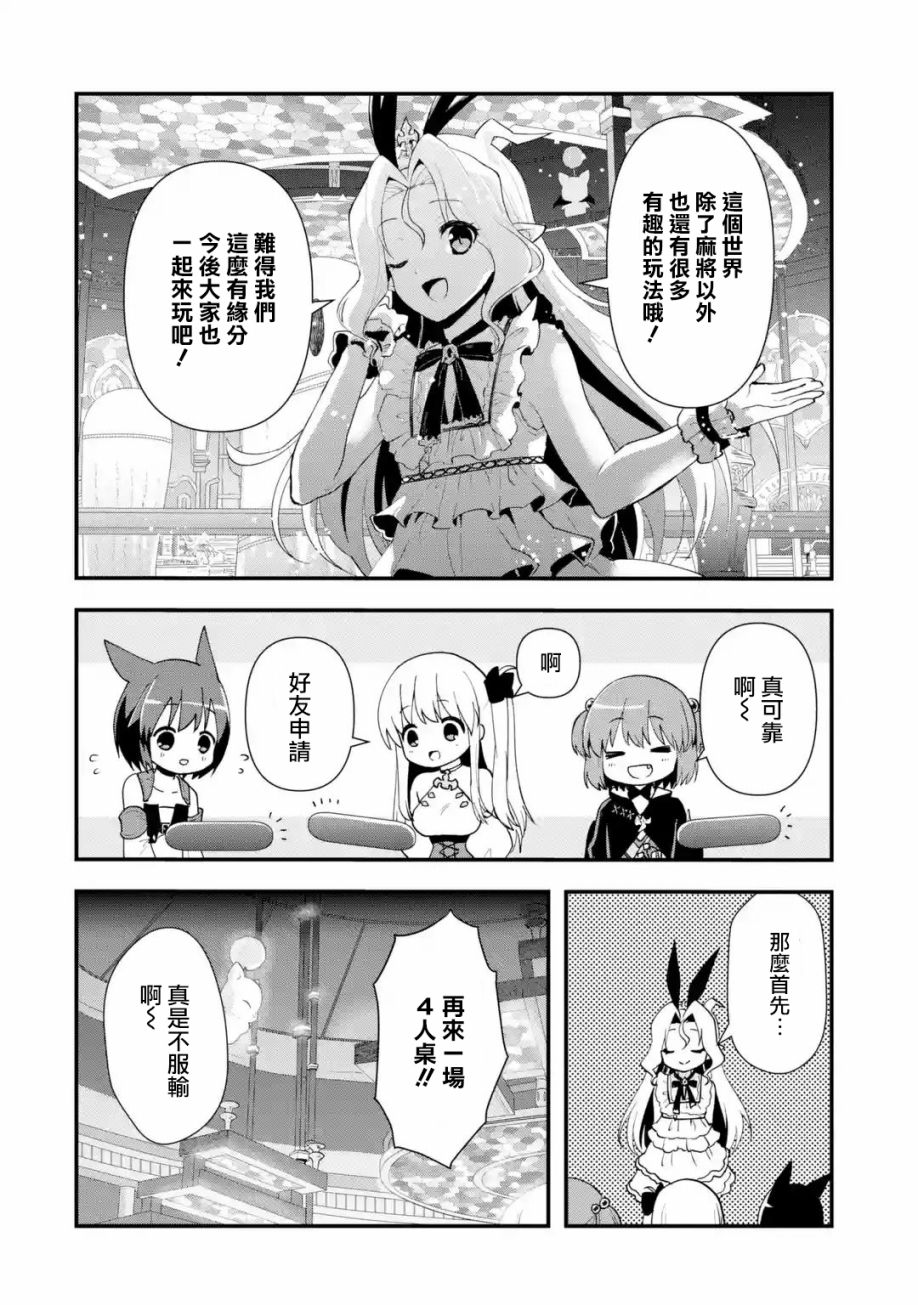 這個世界
除了麻將以外
也還有很多
有趣的玩法哦！
難得我們
這麼有緣分
今後大家也
一起來玩吧！
真可靠
啊～
啊
好友申請
那麼首先…
再來一場
4人桌!!
真是不服輸
啊～